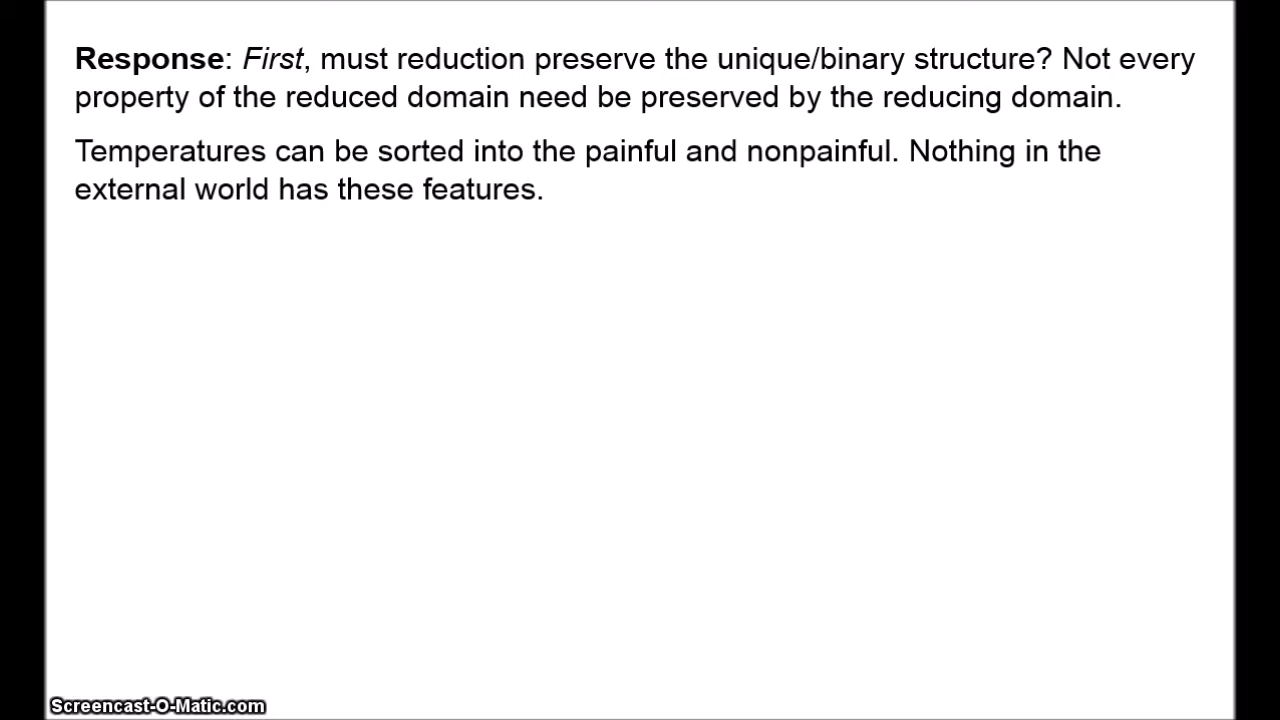 Response: First, must reduction preserve the unique/binary structure? Not every
property of the reduced domain need be preserved by the reducing domain.
Temperatures can be sorted into the painful and nonpainful. Nothing in the
external world has these features.
Screencast-O-Matic.com